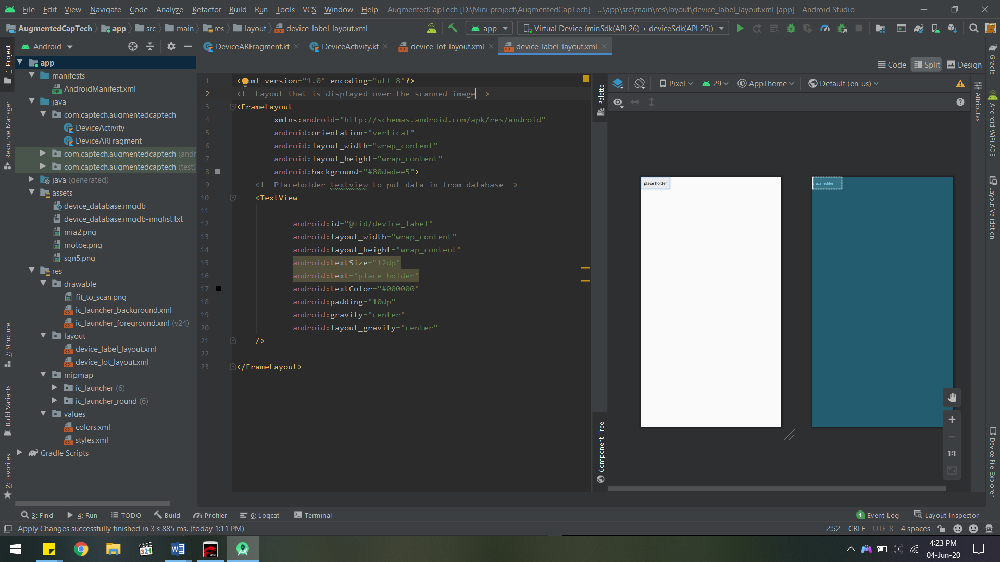 File Edit View Navigate Code Analyze Refactor Build Run Tools VCS Window Help AugmentedCapTech [D:\Mini project\AugmentedCapTech] - ...\app\src\main\res\layout\device_label_layout.xml [app] - Android Studio
AugmentedCapTech app src main res layout device_label_layout.xml app Virtual Device (minSdk(API 26) > deviceSdk(API 25))
Android DeviceARFragment.kt DeviceActivity.kt device_lot_layout.xml device_label_layout.xml
Code Split Design
1: Project
Resource Manager
7: Structure
Build Variants
2: Favorites
app
manifests
AndroidManifest.xml
java
com.captech.augmentedcaptech
DeviceActivity
DeviceARFragment
com.captech.augmentedcaptech (andr
com.captech.augmentedcaptech (test)
java (generated)
assets
device_database.imgdb
device_database.imgdb-imglist.txt
mia2.png
motoe.png
sgn5.png
res
drawable
fit_to_scan.png
ic_launcher_background.xml
ic_launcher_foreground.xml (v24)
layout
device_label_layout.xml
device_lot_layout.xml
mipmap
ic_launcher (6)
ic_launcher_round (6)
values
colors.xml
styles.xml
Gradle Scripts
1 <?xml version="1.0" encoding="utf-8"?>
2 <!--Layout that is displayed over the scanned image-->
3 <FrameLayout
4 xmlns:android="http://schemas.android.com/apk/res/android"
5 android:orientation="vertical"
6 android:layout_width="wrap_content"
7 android:layout_height="wrap_content"
8 android:background="#80dadee5">
9 <!--Placeholder textview to put data in from database-->
10 <TextView
11
12 android:id="@+id/device_label"
13 android:layout_width="wrap_content"
14 android:layout_height="wrap_content"
15 android:textSize="12dp"
16 android:text="place holder"
17 android:textColor="#000000"
18 android:padding="10dp"
19 android:gravity="center"
20 android:layout_gravity="center"
21 />
22
23 </FrameLayout>
Palette
Component Tree
Pixel 29 AppTheme Default (en-us)
place holder
place holder
1:1
Attributes
Gradle
Android WiFi ADB
Layout Validation
Device File Explorer
3: Find 4: Run TODO Build Profiler 6: Logcat Terminal 1 Event Log Layout Inspector
Apply Changes successfully finished in 3 s 885 ms. (today 1:11 PM) 2:52 CRLF UTF-8 4 spaces
321
4:23 PM
04-Jun-20